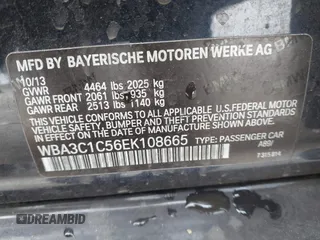 MFD BY BAYERISCHE MOTOREN WERKE AG
10/13
GVWR 4464 lbs 2025 kg
GAWR FRONT 2061 lbs 935 kg
GAWR REAR 2513 lbs 1140 kg
THIS VEHICLE CONFORMS TO ALL APPLICABLE U.S. FEDERAL MOTOR
VEHICLE SAFETY, BUMPER, AND THEFT PREVENTION STANDARDS
IN EFFECT ON THE DATE OF MANUFACTURE SHOWN ABOVE.
WBA3C1C56EK108665 TYPE: PASSENGER CAR
A89/
AutoBidMaster